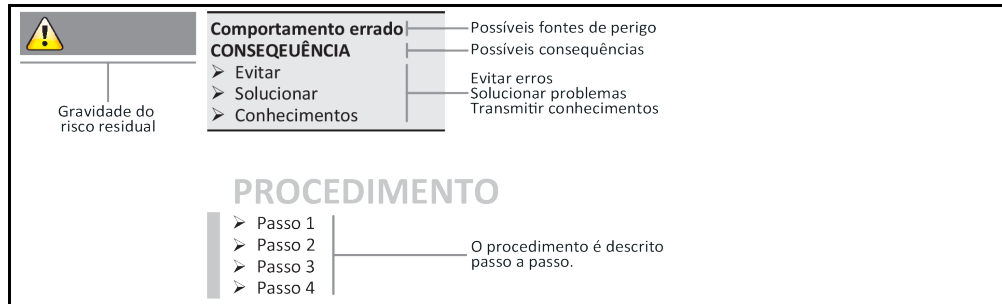 Comportamento errado
Possíveis fontes de perigo
CONSEQEUÊNCIA
Possíveis consequências
➢ Evitar
➢ Solucionar
➢ Conhecimentos
Evitar erros
Solucionar problemas
Transmitir conhecimentos
Gravidade do
risco residual
PROCEDIMENTO
➢ Passo 1
➢ Passo 2
➢ Passo 3
➢ Passo 4
O procedimento é descrito
passo a passo.